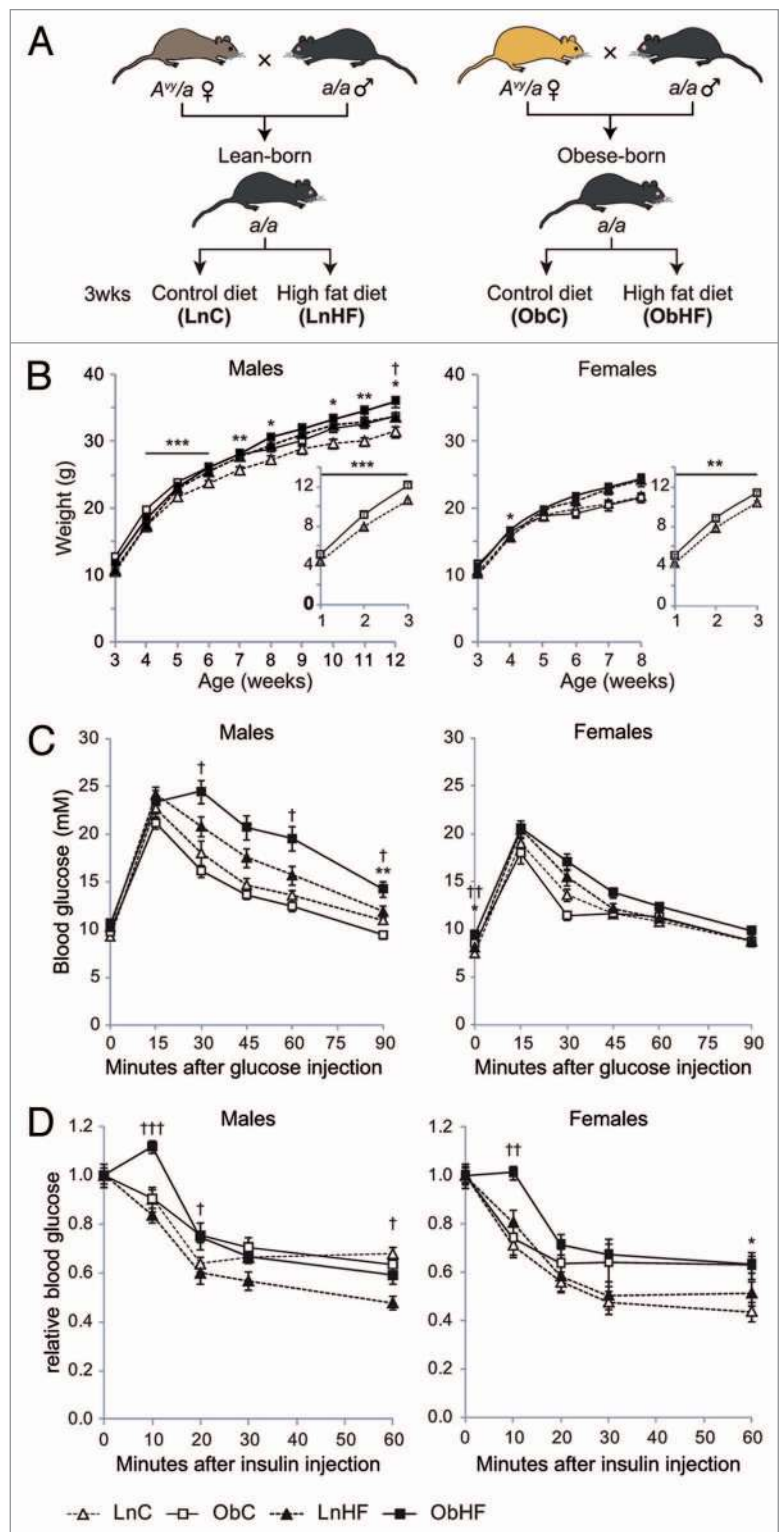 A
×
×
Aᵛʸ/a ♀ a/a ♂
Aᵛʸ/a ♀ a/a ♂
Lean-born
Obese-born
a/a
a/a
3wks
Control diet
(LnC)
High fat diet
(LnHF)
Control diet
(ObC)
High fat diet
(ObHF)
B
Males
Weight (g)
40
30
20
10
0
3 4 5 6 7 8 9 10 11 12
Age (weeks)
***
**
*
*
**
†
*
***
12
8
4
0
1 2 3
Females
40
30
20
10
0
3 4 5 6 7 8
Age (weeks)
*
**
12
8
4
0
1 2 3
C
Males
Blood glucose (mM)
30
25
20
15
10
5
0
0 15 30 45 60 75 90
Minutes after glucose injection
†
†
†
**
Females
30
25
20
15
10
5
0
0 15 30 45 60 75 90
Minutes after glucose injection
††
*
D
Males
relative blood glucose
1.2
1.0
0.8
0.6
0.4
0.2
0.0
0 10 20 30 40 50 60
Minutes after insulin injection
†††
†
†
Females
1.2
1.0
0.8
0.6
0.4
0.2
0.0
0 10 20 30 40 50 60
Minutes after insulin injection
††
*
LnC ObC LnHF ObHF